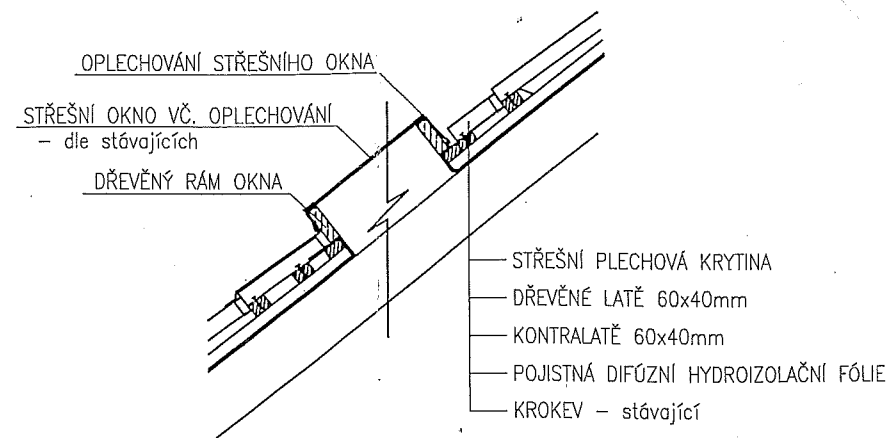 OPLECHOVÁNÍ STŘEŠNÍHO OKNA
STŘEŠNÍ OKNO VČ. OPLECHOVÁNÍ
– dle stávajících
DŘEVĚNÝ RÁM OKNA
STŘEŠNÍ PLECHOVÁ KRYTINA
DŘEVĚNÉ LATĚ 60x40mm
KONTRALATĚ 60x40mm
POJISTNÁ DIFÚZNÍ HYDROIZOLAČNÍ FÓLIE
KROKEV – stávající